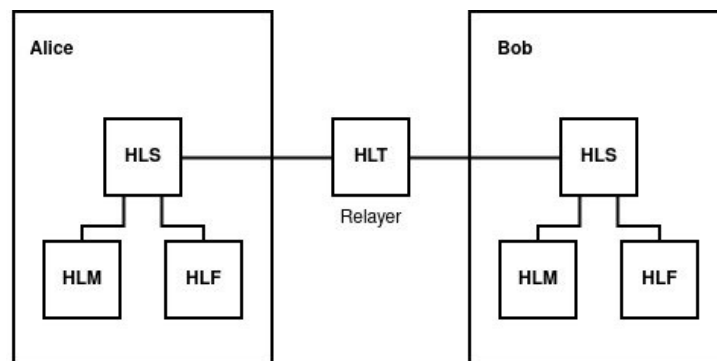 Alice
Bob
HLS
HLT
HLS
Relayer
HLM
HLF
HLM
HLF